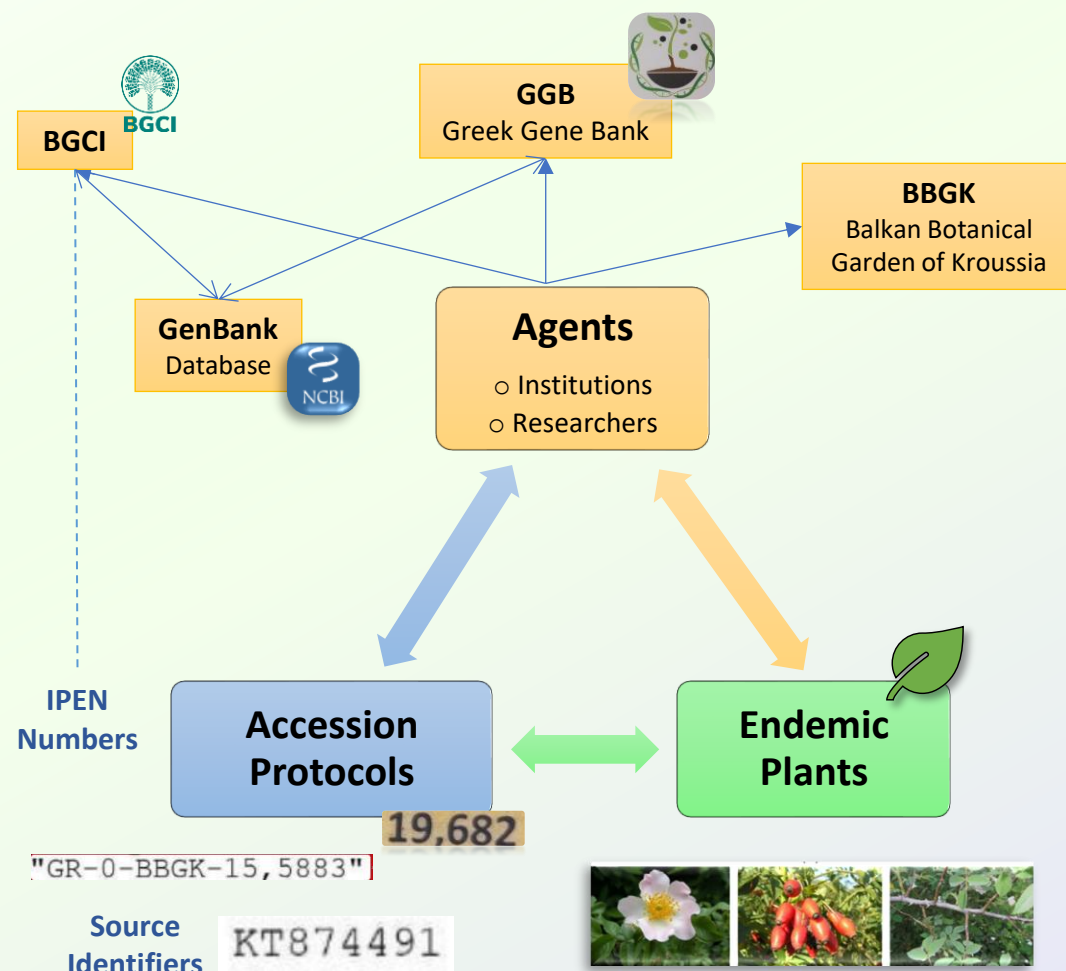 BGCI
BGCI
GGB
Greek Gene Bank
BBGK
Balkan Botanical
Garden of Kroussia
GenBank
Database
NCBI
Agents
o Institutions
o Researchers
IPEN
Numbers
Accession
Protocols
Endemic
Plants
19,682
"GR-0-BBGK-15,5883"
Source
Identifiers
KT874491